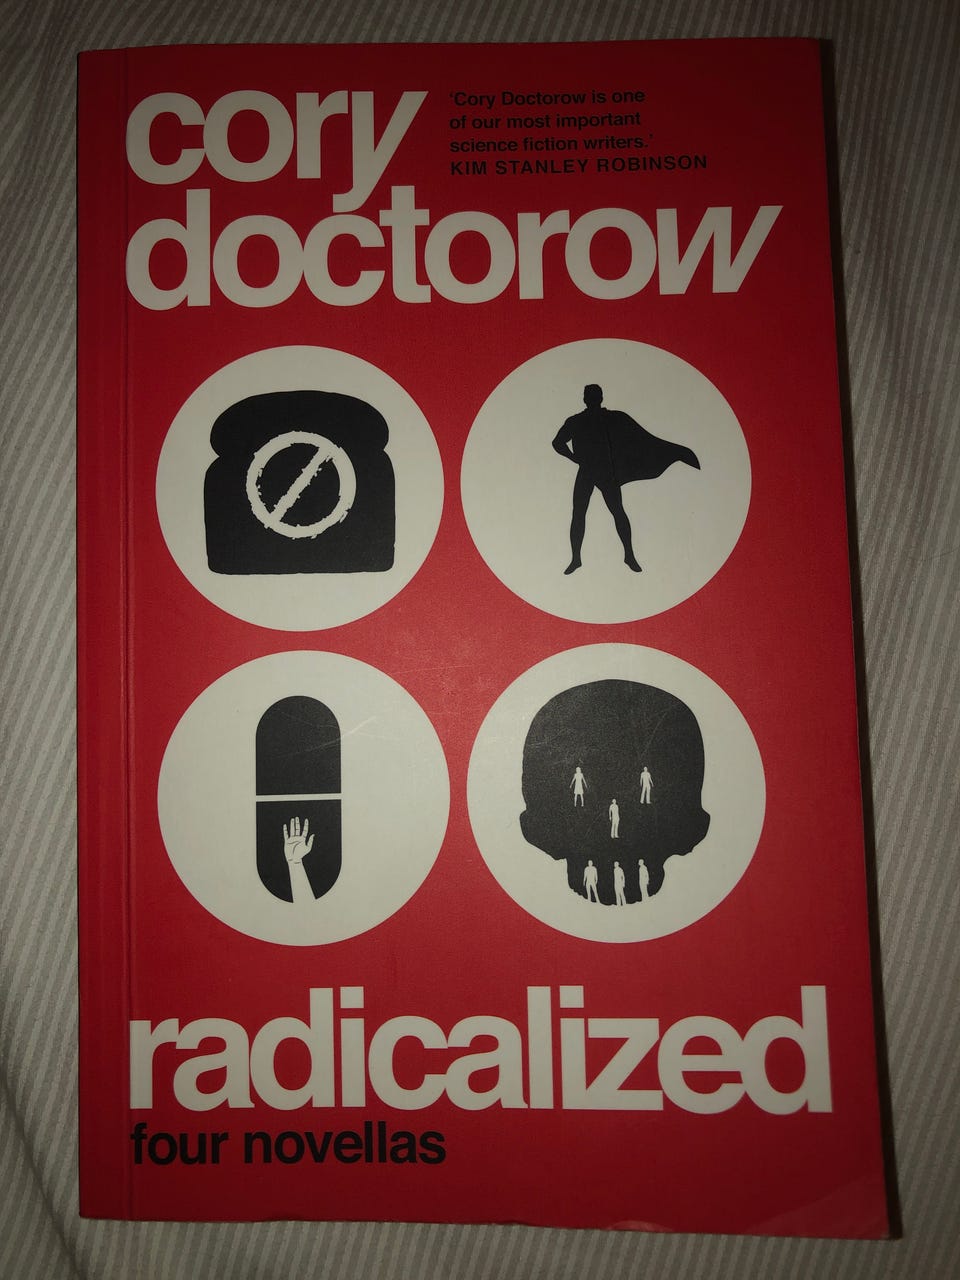 cory
doctorow
‘Cory Doctorow is one
of our most important
science fiction writers.’
KIM STANLEY ROBINSON
radicalized
four novellas